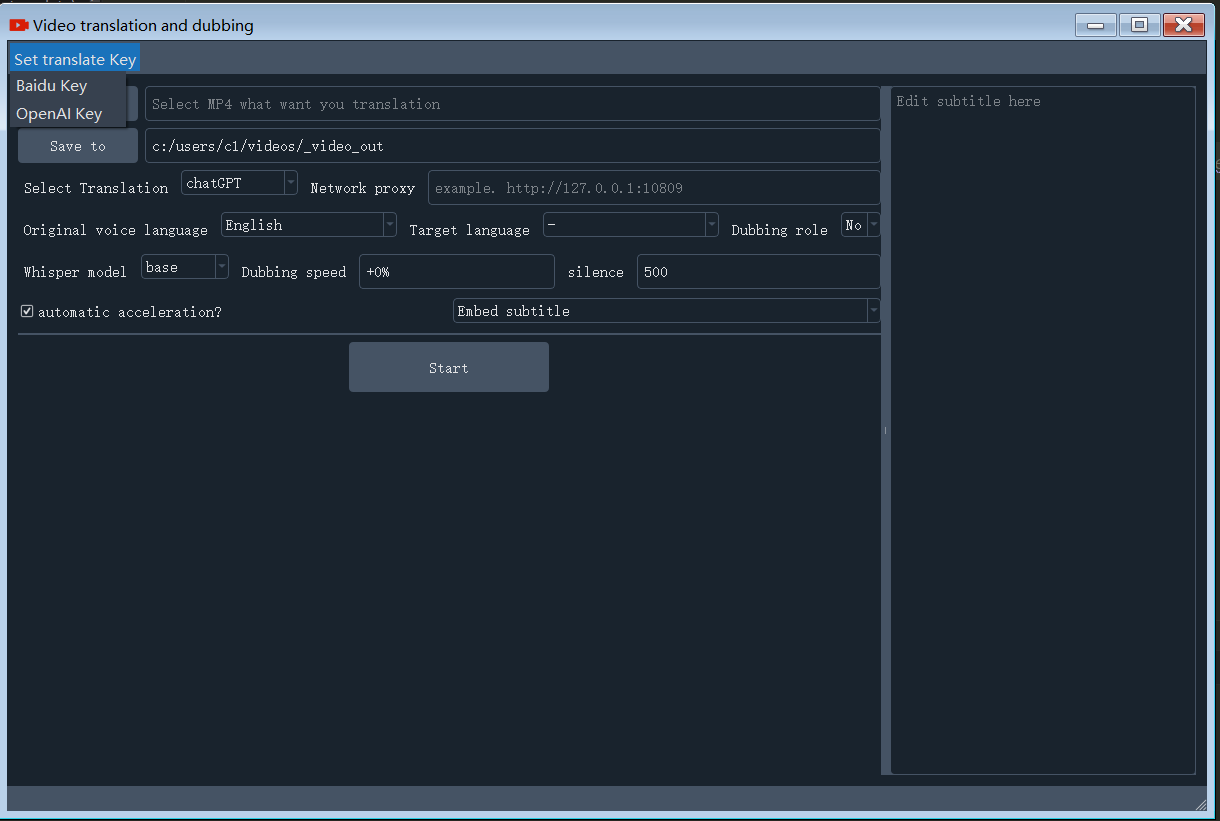 Video translation and dubbing
Set translate Key
Baidu Key
OpenAI Key
Select MP4 what want you translation
Edit subtitle here
Save to
c:/users/c1/videos/_video_out
Select Translation chatGPT Network proxy example. http://127.0.0.1:10809
Original voice language English Target language - Dubbing role No
Whisper model base Dubbing speed +0% silence 500
automatic acceleration? Embed subtitle
Start